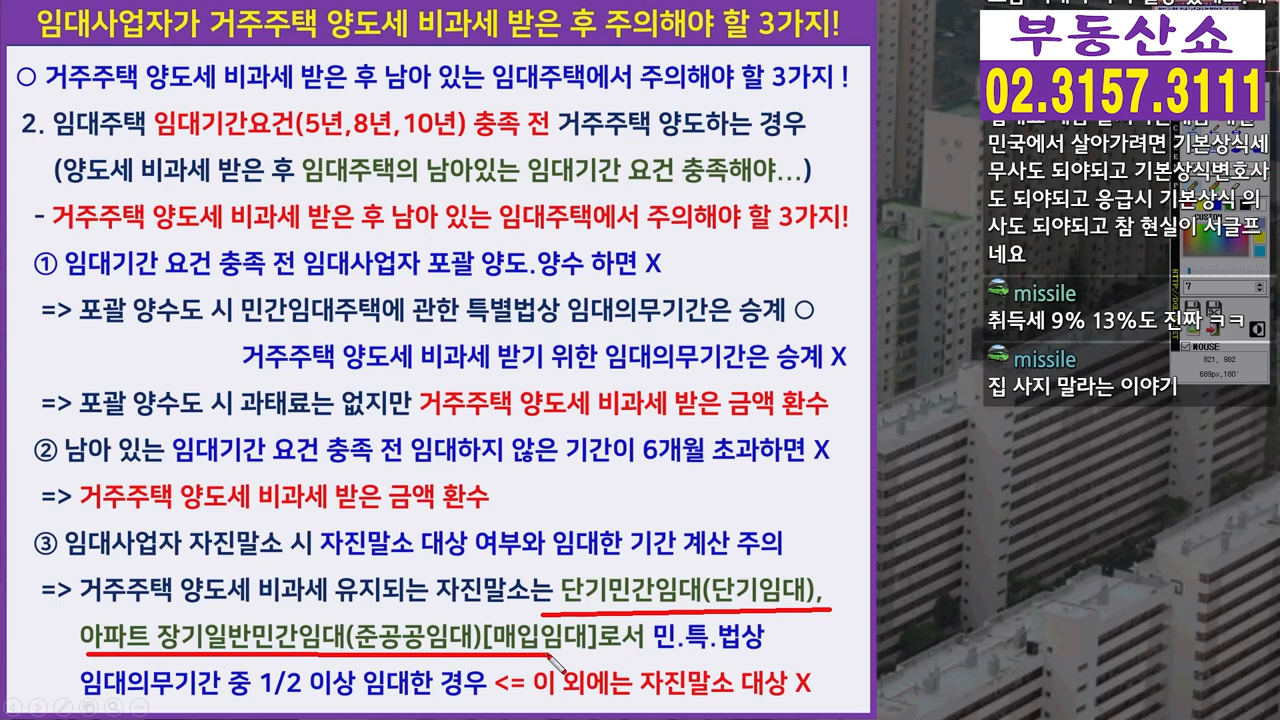 임대사업자가 거주주택 양도세 비과세 받은 후 주의해야 할 3가지!
○ 거주주택 양도세 비과세 받은 후 남아 있는 임대주택에서 주의해야 할 3가지 !
2. 임대주택 임대기간요건(5년,8년,10년) 충족 전 거주주택 양도하는 경우
(양도세 비과세 받은 후 임대주택의 남아있는 임대기간 요건 충족해야...)
- 거주주택 양도세 비과세 받은 후 남아 있는 임대주택에서 주의해야 할 3가지!
① 임대기간 요건 충족 전 임대사업자 포괄 양도.양수 하면 X
=> 포괄 양수도 시 민간임대주택에 관한 특별법상 임대의무기간은 승계 ○
거주주택 양도세 비과세 받기 위한 임대의무기간은 승계 X
=> 포괄 양수도 시 과태료는 없지만 거주주택 양도세 비과세 받은 금액 환수
② 남아 있는 임대기간 요건 충족 전 임대하지 않은 기간이 6개월 초과하면 X
=> 거주주택 양도세 비과세 받은 금액 환수
③ 임대사업자 자진말소 시 자진말소 대상 여부와 임대한 기간 계산 주의
=> 거주주택 양도세 비과세 유지되는 자진말소는 단기민간임대(단기임대),
아파트 장기일반민간임대(준공공임대)[매입임대]로서 민.특.법상
임대의무기간 중 1/2 이상 임대한 경우 <= 이 외에는 자진말소 대상 X
부동산쇼
02.3157.3111
민국에서 살아가려면 기본상식세
무사도 되야되고 기본상식변호사
도 되야되고 응급시 기본상식 의
사도 되야되고 참 현실이 서글프
네요
missile
취득세 9% 13%도 진짜 ㅋㅋ
missile
집 사지 말라는 이야기
7
MOUSE
821, 982
689px,180°